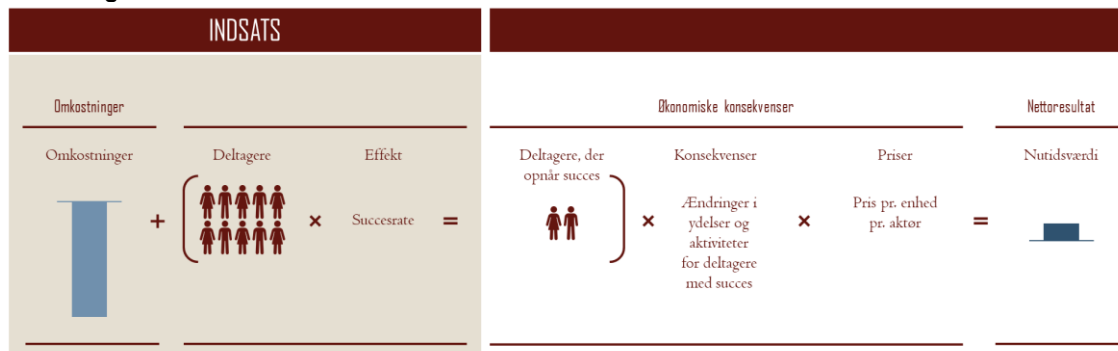 INDSATS
Omkostninger
Økonomiske konsekvenser
Nettoresultat
Omkostninger
Deltagere
Effekt
Deltagere, der
opnår succes
Konsekvenser
Priser
Nutidsværdi
+
×
Succesrate
=
×
Ændringer i
ydelser og
aktiviteter
for deltagere
med succes
×
Pris pr. enhed
pr. aktør
=